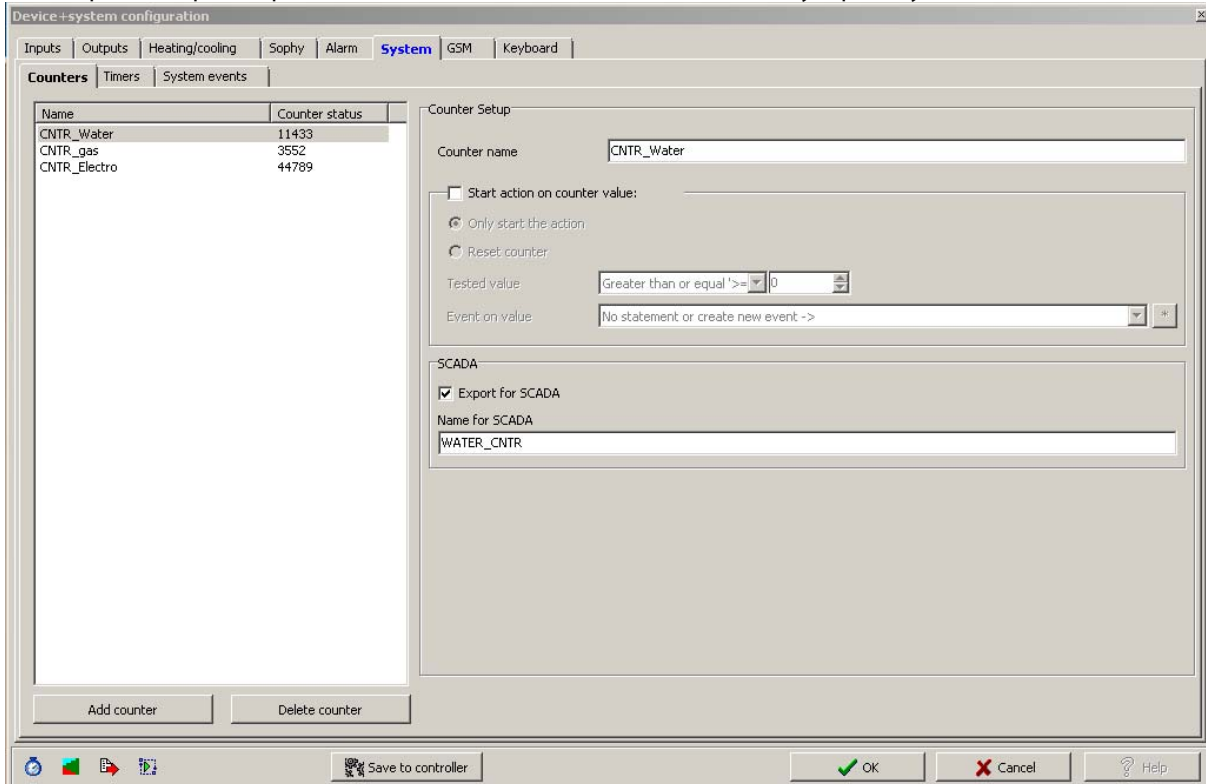 Device+system configuration
Inputs Outputs Heating/cooling Sophy Alarm System GSM Keyboard
Counters Timers System events
Name Counter status
CNTR_Water 11433
CNTR_gas 3552
CNTR_Electro 44789
Counter Setup
Counter name CNTR_Water
Start action on counter value:
Only start the action
Reset counter
Tested value Greater than or equal '>= 0
Event on value No statement or create new event -> *
SCADA
Export for SCADA
Name for SCADA
WATER_CNTR
Add counter Delete counter
Save to controller OK Cancel Help